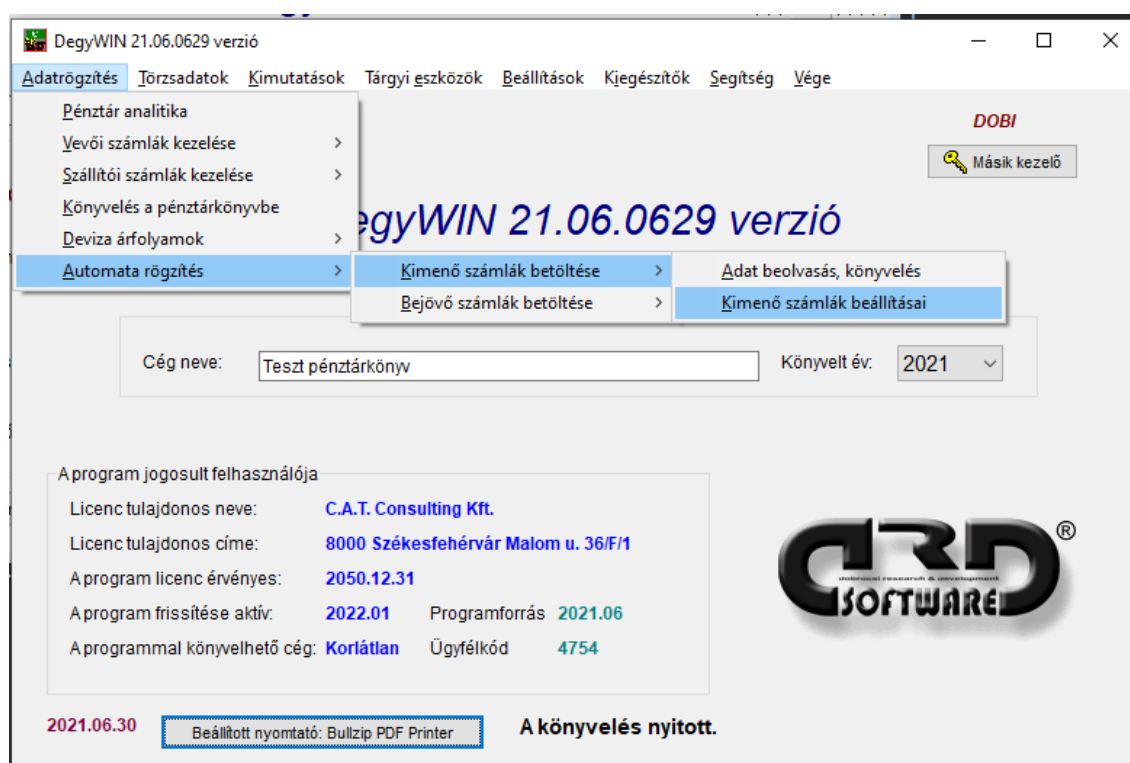 DegyWIN 21.06.0629 verzió
Adatrögzítés Törzsadatok Kimutatások Tárgyi eszközök Beállítások Kiegészítők Segítség Vége
Pénztár analitika
Vevői számlák kezelése
Szállítói számlák kezelése
Könyvelés a pénztárkönyvbe
Deviza árfolyamok
Automata rögzítés
Kimenő számlák betöltése
Bejövő számlák betöltése
Adat beolvasás, könyvelés
Kimenő számlák beállításai
DOBI
Másik kezelő
egyWIN 21.06.0629 verzió
Cég neve: Teszt pénztárkönyv Könyvelt év: 2021
A program jogosult felhasználója
Licenc tulajdonos neve: C.A.T. Consulting Kft.
Licenc tulajdonos címe: 8000 Székesfehérvár Malom u. 36/F/1
A program licenc érvényes: 2050.12.31
A program frissítése aktív: 2022.01 Programforrás 2021.06
A programmal könyvelhető cég: Korlátlan Ügyfélkód 4754
DRD ®
dobrocsi research & development
SOFTWARE
2021.06.30 Beállított nyomtató: Bullzip PDF Printer A könyvelés nyitott.